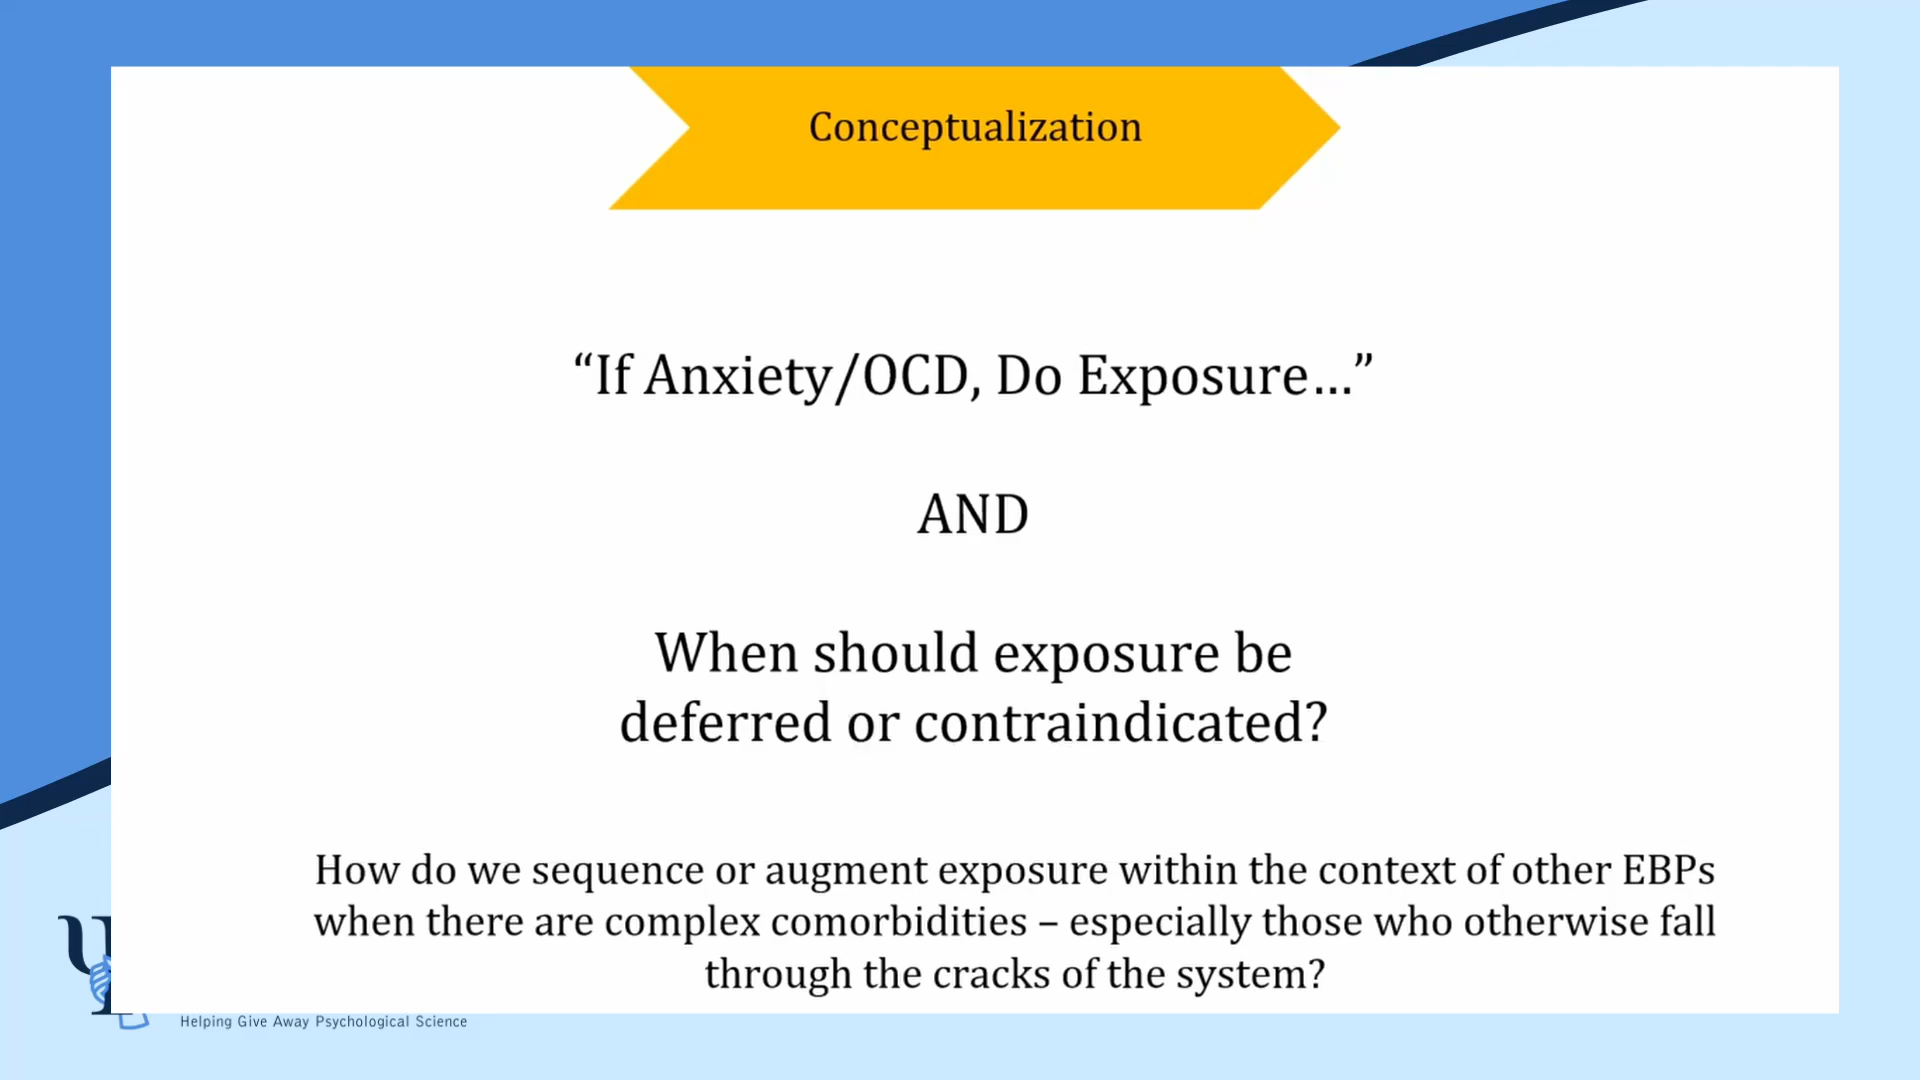 Conceptualization
“If Anxiety/OCD, Do Exposure...”
AND
When should exposure be
deferred or contraindicated?
How do we sequence or augment exposure within the context of other EBPs
when there are complex comorbidities – especially those who otherwise fall
through the cracks of the system?
Helping Give Away Psychological Science